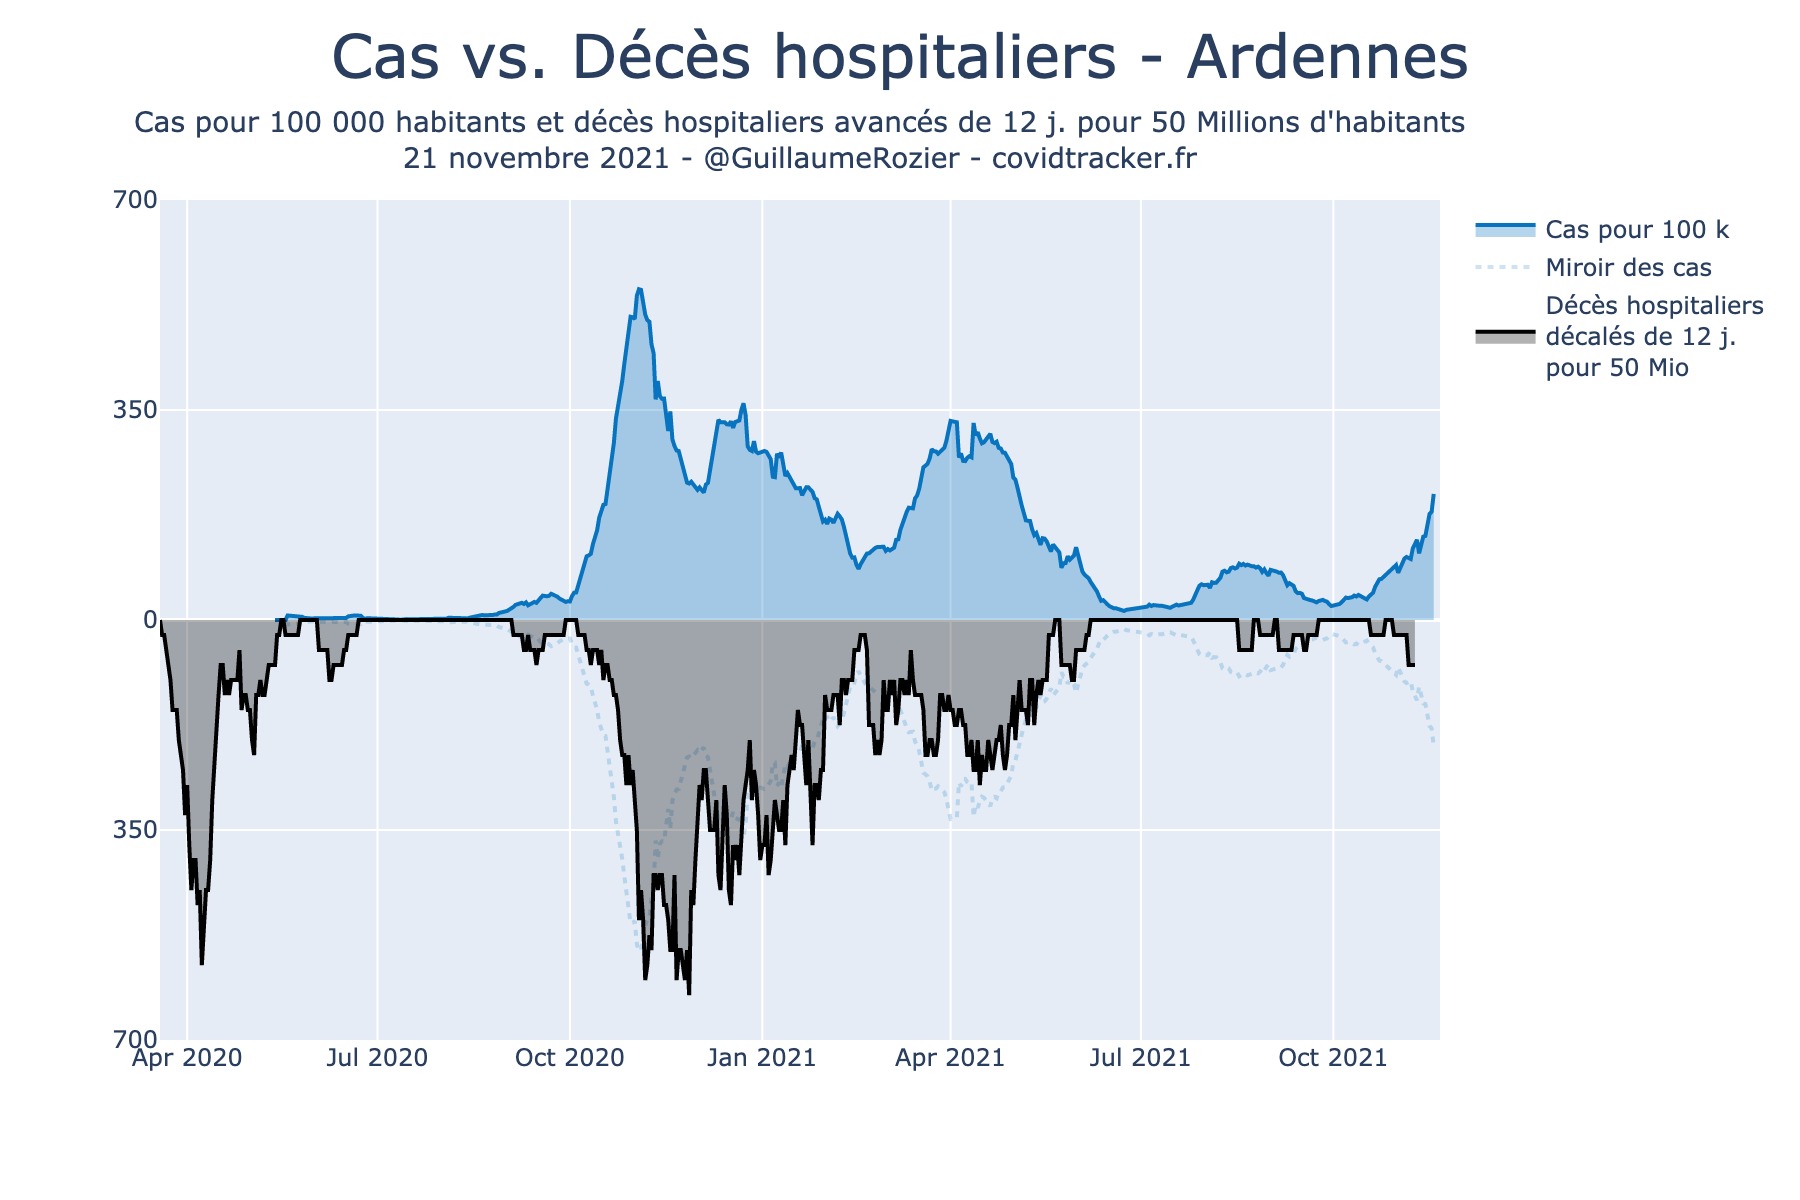 Cas vs. Décès hospitaliers - Ardennes
Cas pour 100 000 habitants et décès hospitaliers avancés de 12 j. pour 50 Millions d'habitants
21 novembre 2021 - @GuillaumeRozier - covidtracker.fr
700
350
0
350
700
Apr 2020
Jul 2020
Oct 2020
Jan 2021
Apr 2021
Jul 2021
Oct 2021
Cas pour 100 k
Miroir des cas
Décès hospitaliers
décalés de 12 j.
pour 50 Mio